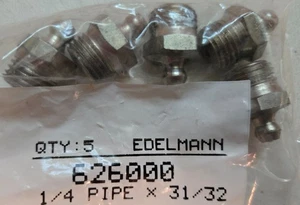 QTY:5 EDELMANN
626000
1/4 PIPE X 31/32